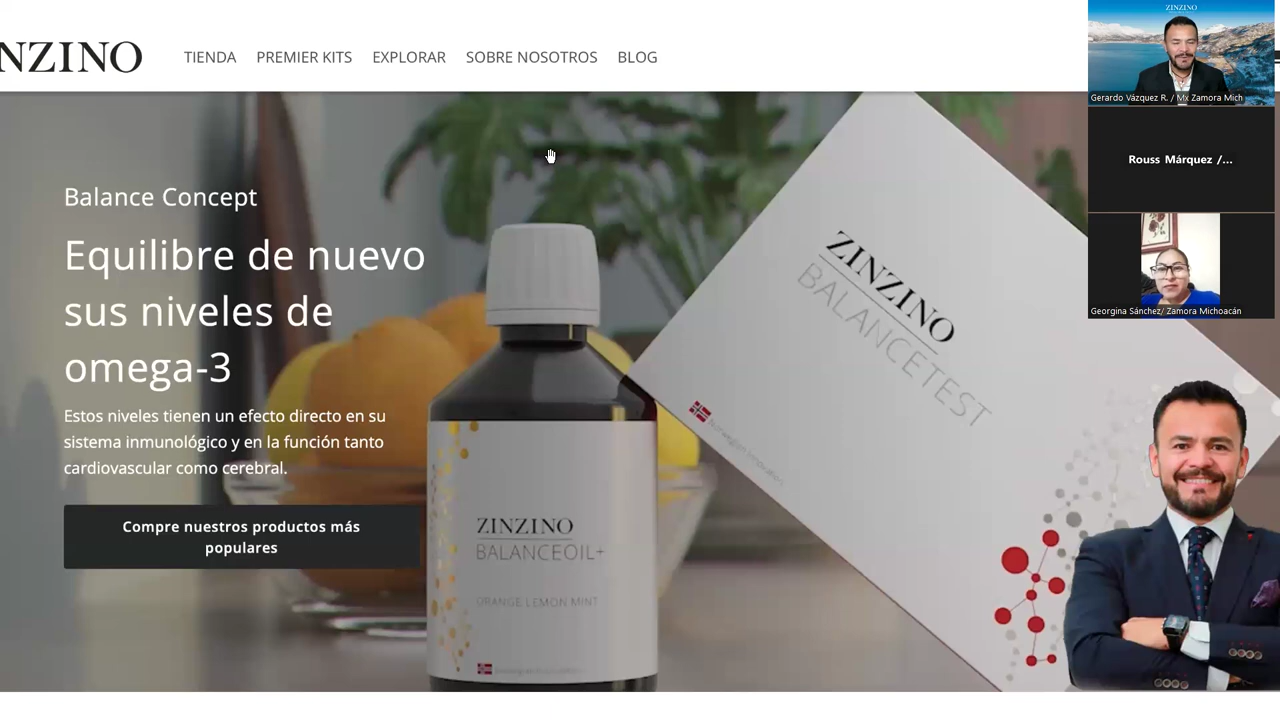 NZINO
TIENDA PREMIER KITS EXPLORAR SOBRE NOSOTROS BLOG
Balance Concept
Equilibre de nuevo
sus niveles de
omega-3
Estos niveles tienen un efecto directo en su
sistema inmunológico y en la función tanto
cardiovascular como cerebral.
Compre nuestros productos más
populares
ZINZINO
BALANCEOIL+
ORANGE LEMON MINT
ZINZINO
BALANCETEST
Norwegian innovation
ZINZINO
Gerardo Vázquez R. / Mx Zamora Mich
Rouss Márquez /...
Georgina Sánchez/ Zamora Michoacán